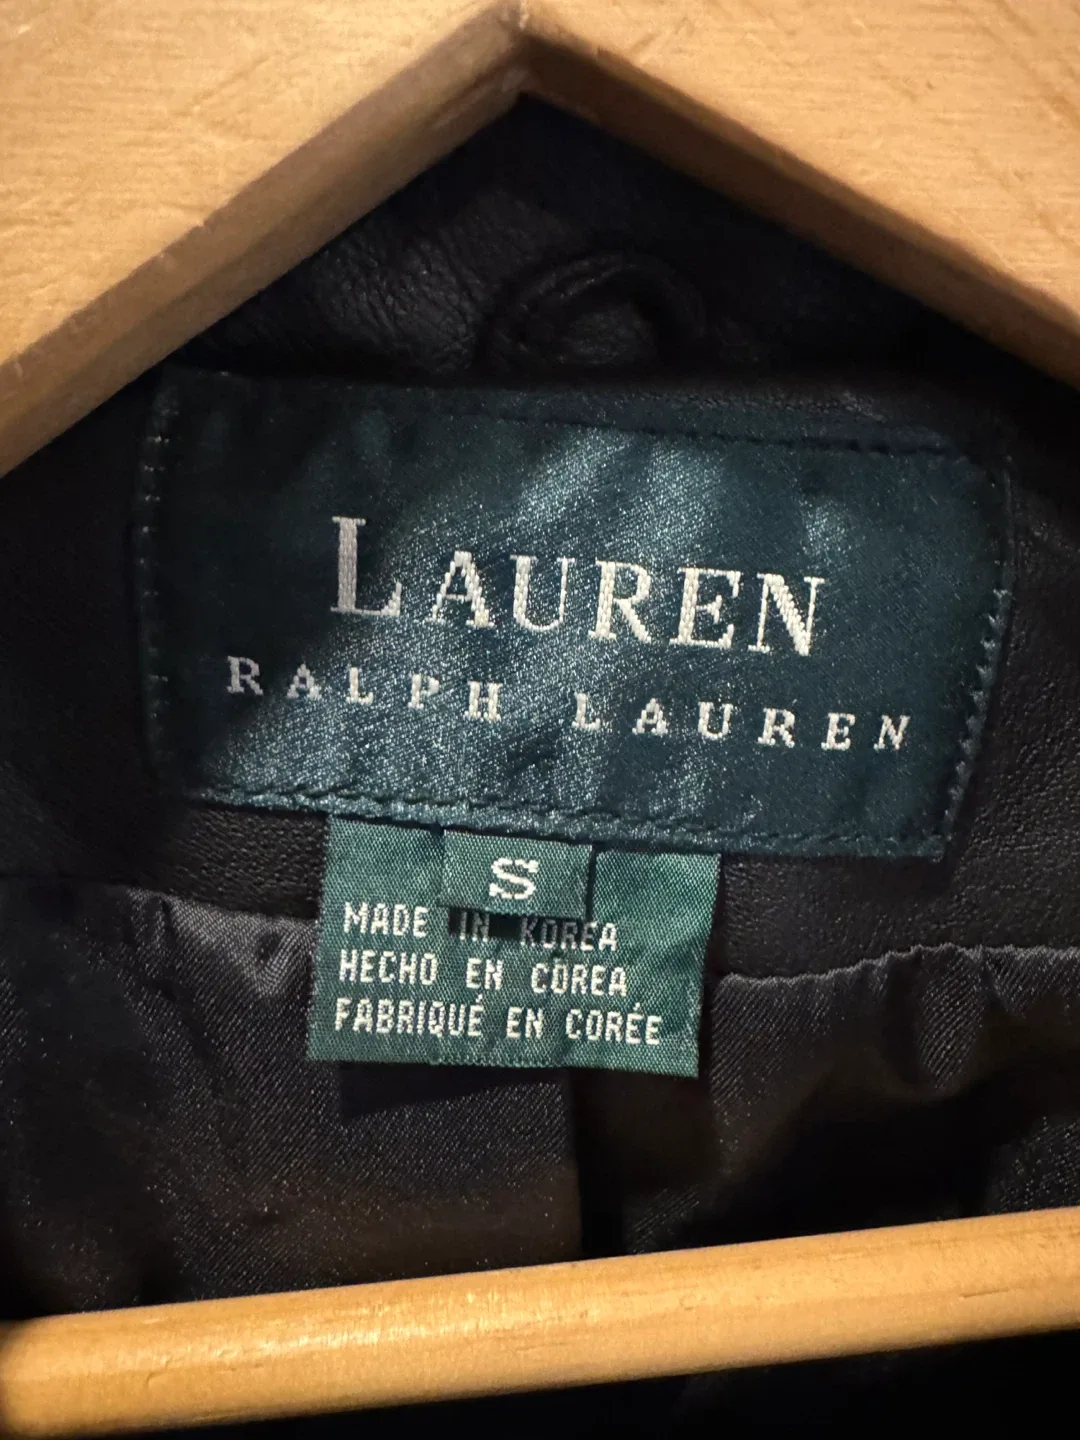 LAUREN
RALPH LAUREN
S
MADE IN KOREA
HECHO EN COREA
FABRIQUÉ EN CORÉE